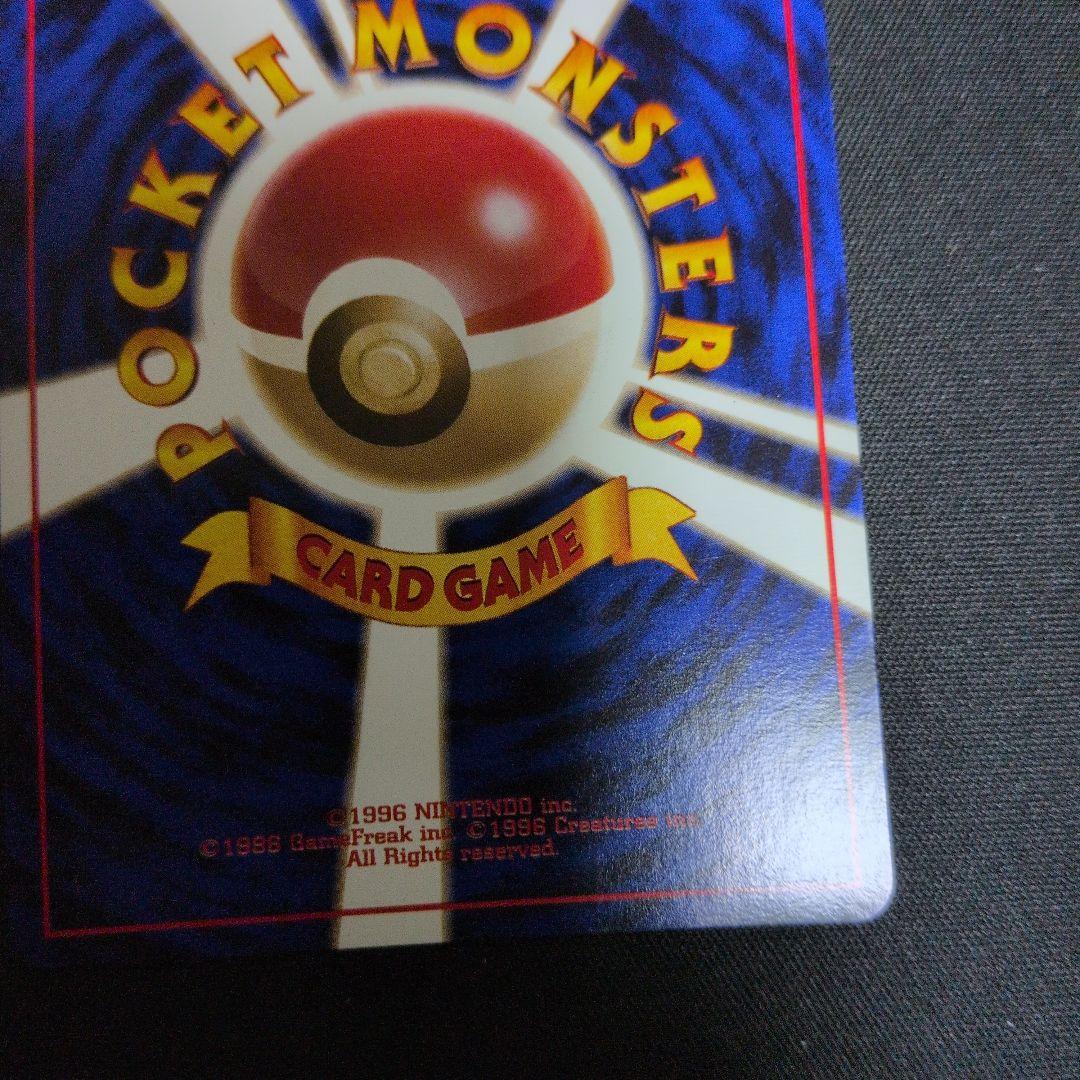 POCKET MONSTERS
CARD GAME
©1996 NINTENDO inc.
©1996 GameFreak inc. ©1996 Creatures inc.
All Rights reserved.